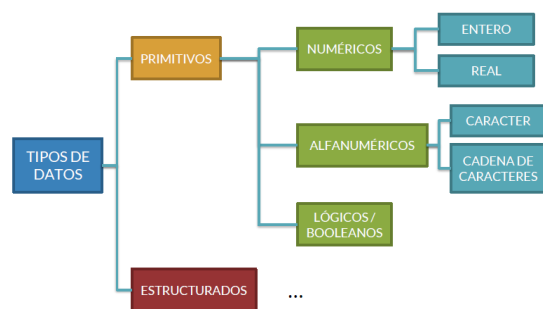 TIPOS DE
DATOS
PRIMITIVOS
NUMÉRICOS
ENTERO
REAL
ALFANUMÉRICOS
CARACTER
CADENA DE
CARACTERES
LÓGICOS /
BOOLEANOS
ESTRUCTURADOS
...